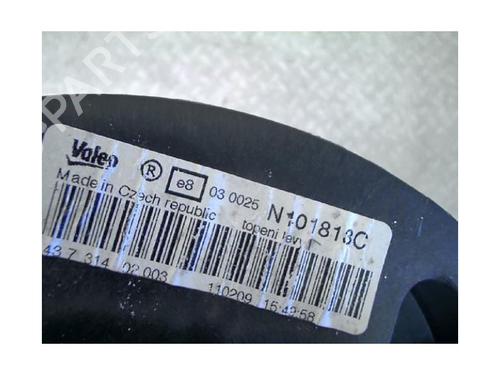 Valeo ® e8 03 0025 N101813C
Made in Czech republic topeni levy
43 7 314 02 003 110209 15:42:58